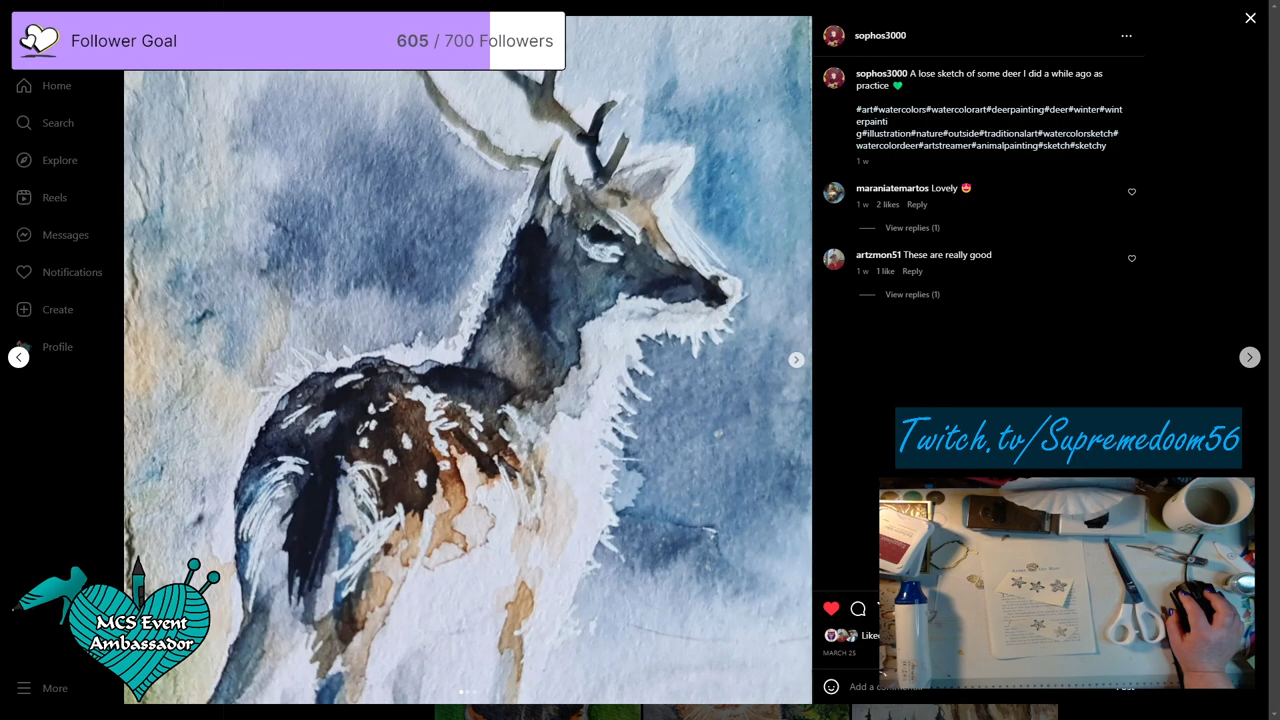 Follower Goal
605 / 700 Followers
Home
Search
Explore
Reels
Messages
Notifications
Create
Profile
More
MCS Event
Ambassador
sophos3000
sophos3000 A lose sketch of some deer I did a while ago as
practice 💚
#art#watercolors#watercolorart#deerpainting#deer#winter#wint
erpainti
g#illustration#nature#outside#traditionalart#watercolorsketch#
watercolordeer#artstreamer#animalpainting#sketch#sketchy
1 w
maraniatemartos Lovely 😍
1 w 2 likes Reply
View replies (1)
artzmon51 These are really good
1 w 1 like Reply
View replies (1)
Twitch.tv/Supremedoom56
Like
MARCH 25
Add a comment